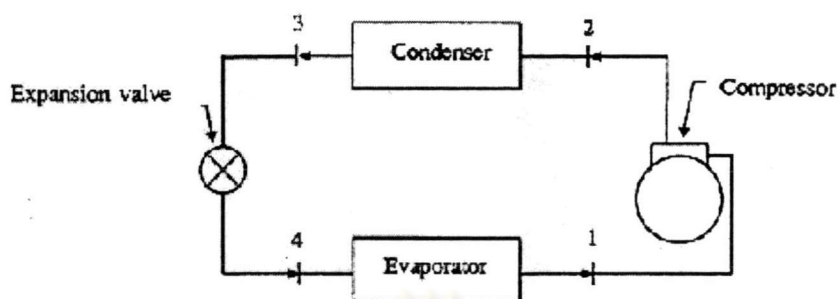 3
2
Condenser
Expansion valve
Compressor
4
1
Evaporator